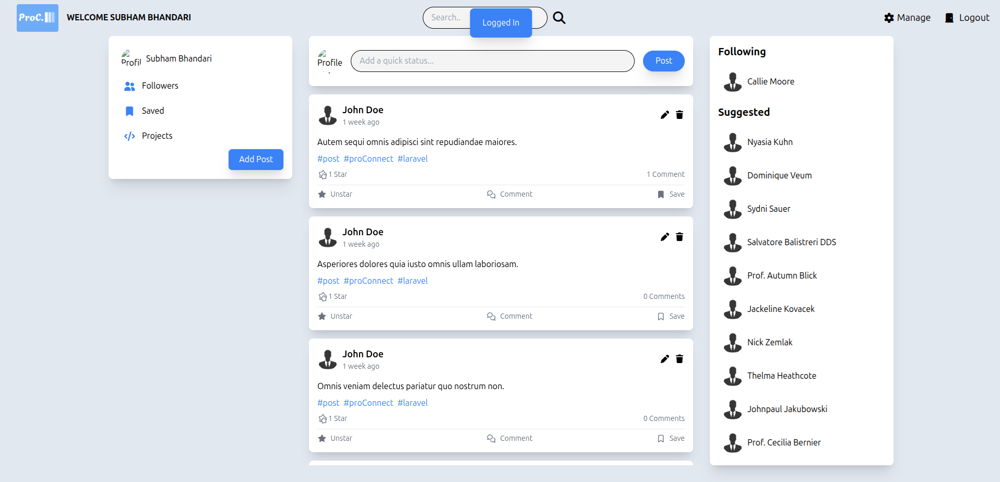 ProC.
WELCOME SUBHAM BHANDARI
Search..
Logged In
Manage
Logout
Profil
Subham Bhandari
Followers
Saved
Projects
Add Post
Profile
Add a quick status...
Post
John Doe
1 week ago
Autem sequi omnis adipisci sint repudiandae maiores.
#post #proConnect #laravel
1 Star
1 Comment
Unstar
Comment
Save
John Doe
1 week ago
Asperiores dolores quia iusto omnis ullam laboriosam.
#post #proConnect #laravel
1 Star
0 Comments
Unstar
Comment
Save
John Doe
1 week ago
Omnis veniam delectus pariatur quo nostrum non.
#post #proConnect #laravel
1 Star
0 Comments
Unstar
Comment
Save
Following
Callie Moore
Suggested
Nyasia Kuhn
Dominique Veum
Sydni Sauer
Salvatore Balistreri DDS
Prof. Autumn Blick
Jackeline Kovacek
Nick Zemlak
Thelma Heathcote
Johnpaul Jakubowski
Prof. Cecilia Bernier